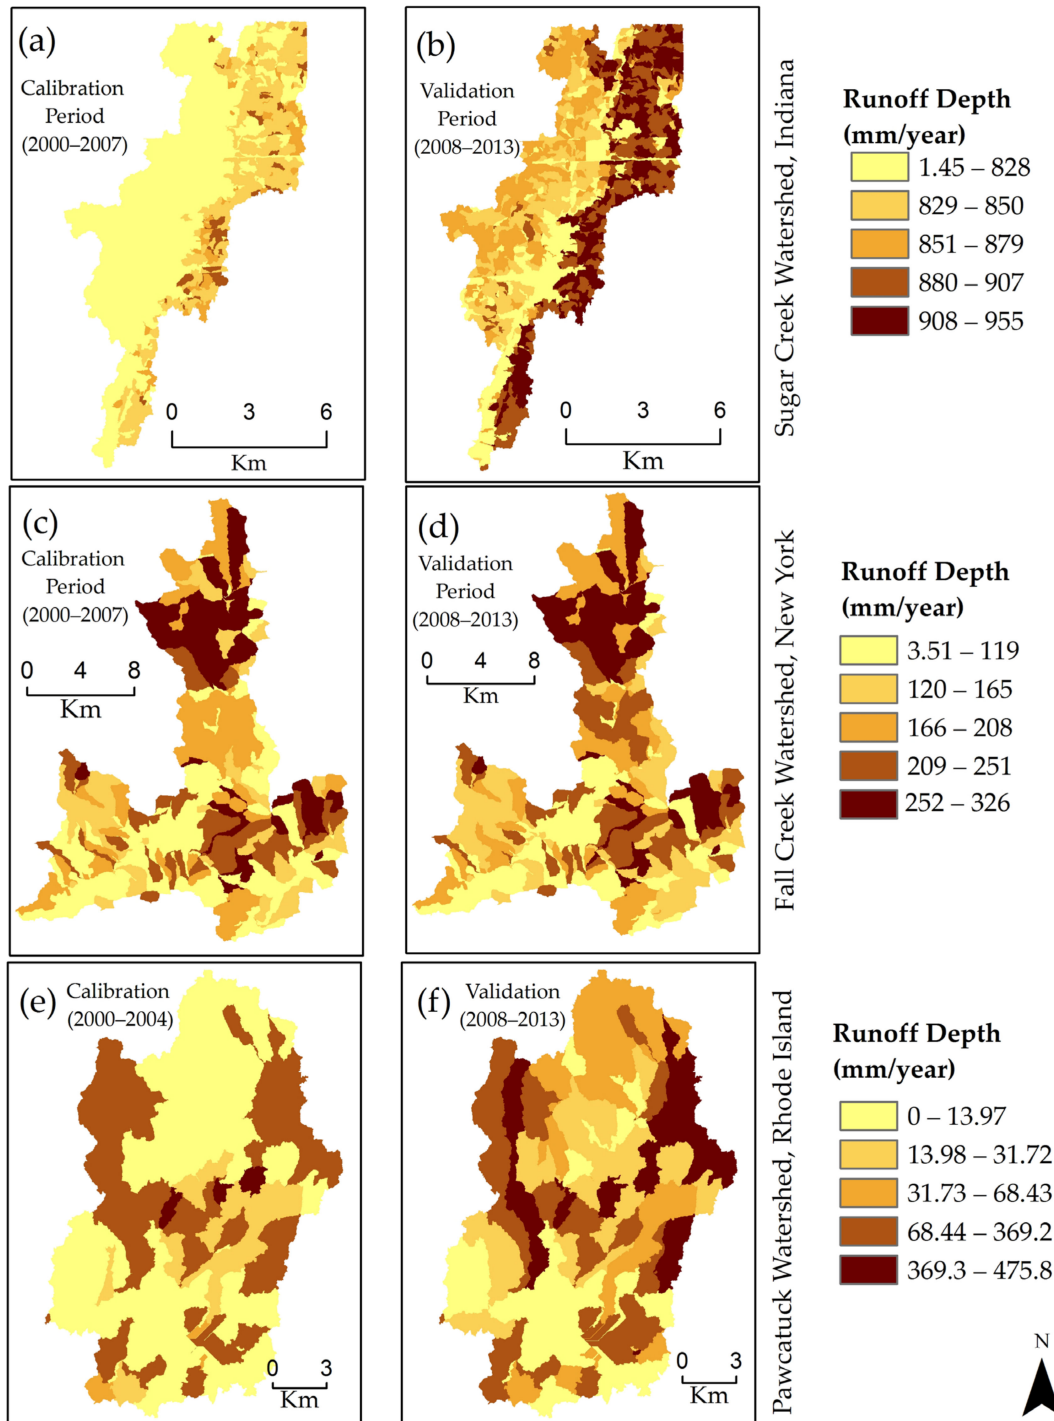 (a)
Calibration
Period
(2000–2007)
0 3 6
Km
(b)
Validation
Period
(2008–2013)
0 3 6
Km
Sugar Creek Watershed, Indiana
Runoff Depth
(mm/year)
1.45 – 828
829 – 850
851 – 879
880 – 907
908 – 955
(c)
Calibration
Period
(2000–2007)
0 4 8
Km
(d)
Validation
Period
(2008–2013)
0 4 8
Km
Fall Creek Watershed, New York
Runoff Depth
(mm/year)
3.51 – 119
120 – 165
166 – 208
209 – 251
252 – 326
(e)
Calibration
(2000–2004)
0 3
Km
(f)
Validation
(2008–2013)
0 3
Km
Pawcatuck Watershed, Rhode Island
Runoff Depth
(mm/year)
0 – 13.97
13.98 – 31.72
31.73 – 68.43
68.44 – 369.2
369.3 – 475.8
N